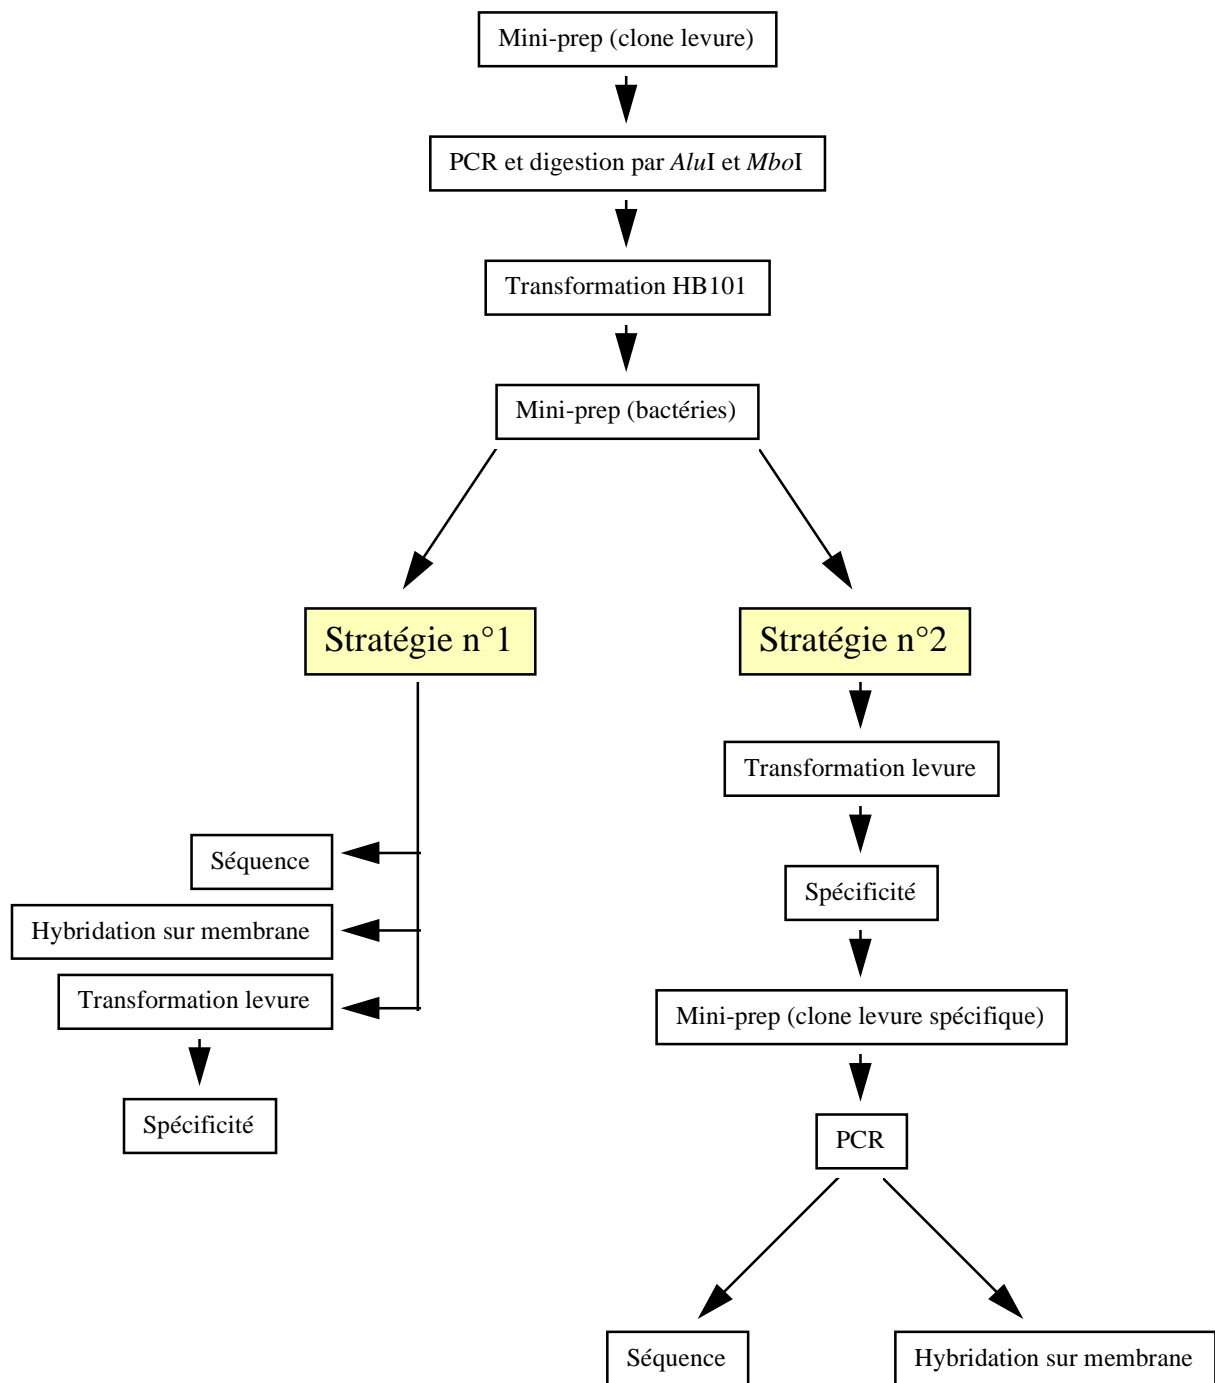 Mini-prep (clone levure)
PCR et digestion par AluI et MboI
Transformation HB101
Mini-prep (bactéries)
Stratégie n°1
Séquence
Hybridation sur membrane
Transformation levure
Spécificité
Stratégie n°2
Transformation levure
Spécificité
Mini-prep (clone levure spécifique)
PCR
Séquence
Hybridation sur membrane